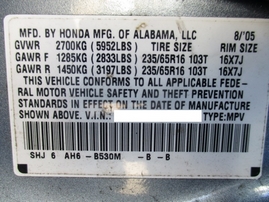 MFD. BY HONDA MFG. OF ALABAMA, LLC 8/'05
GVWR 2700KG (5952LBS) TIRE SIZE RIM SIZE
GAWR F 1285KG (2833LBS) 235/65R16 103T 16X7J
GAWR R 1450KG (3197LBS) 235/65R16 103T 16X7J
THIS VEHICLE CONFORMS TO ALL APPLICABLE FEDE-
RAL MOTOR VEHICLE SAFETY AND THEFT PREVENTION
STANDARDS IN EFFECT ON THE DATE OF MANUFACTURE
SHOWN ABOVE. V.I.N.: TYPE:MPV
SHJ 6 AH6 -B530M -B -B